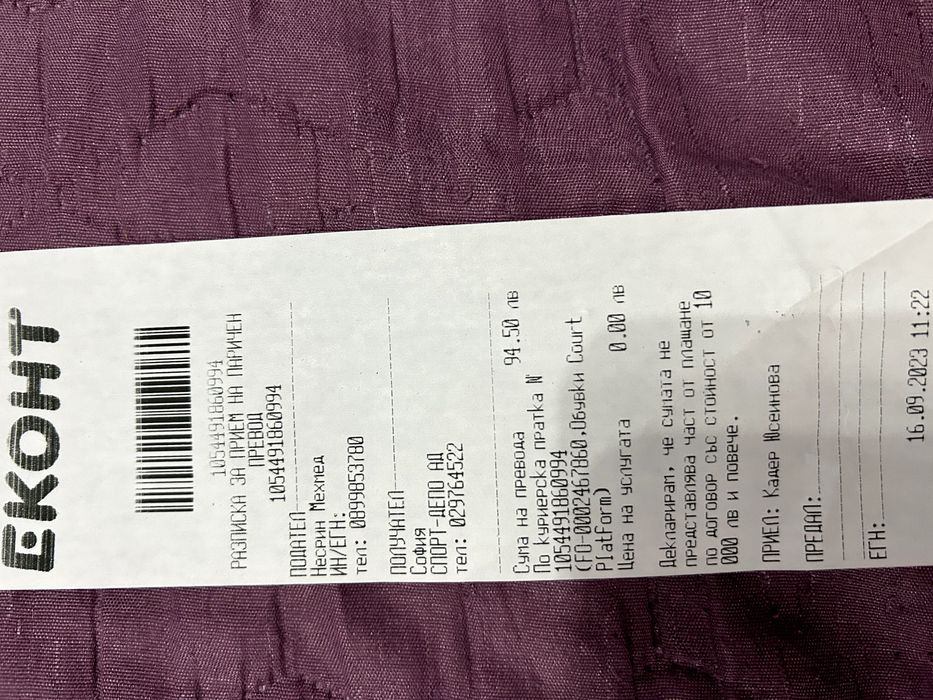 ЕКОНТ
1054491860994
РАЗПИСКА ЗА ПРИЕМ НА ПАРИЧЕН
ПРЕВОД
1054491860994
ПОДАТЕЛ
Несрин Мехмед
ИН/ЕГН:
тел: 0899853780
ПОЛУЧАТЕЛ
София
СПОРТ-ДЕПО АД
тел: 029764522
Сума на превода 94.50 лв
По Куриерска пратка №
1054491860994
(FO-0002467860,Обувки Court
Platform)
Цена на услугата 0.00 лв
Декларирам, че сумата не
представлява част от плащане
по договор със стойност от 10
000 лв и повече.
ПРИЕЛ: Кадер Юсеинова
ПРЕДАЛ:
ЕГН:
16.09.2023 11:22